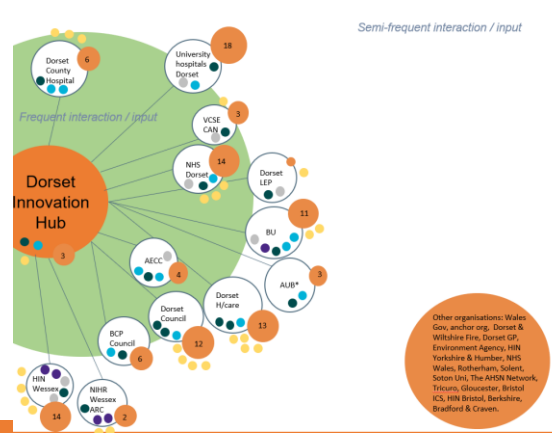 Semi-frequent interaction / input
18
Dorset
County
Hospital
6
University
hospitals
Dorset
Frequent interaction / input
VCSE
CAN
3
NHS
Dorset
14
Dorset
LEP
Dorset
Innovation
Hub
3
BU
11
AECC
4
AUB*
3
Dorset
Council
12
Dorset
H/care
13
BCP
Council
6
HIN
Wessex
14
NIHR
Wessex
ARC
2
Other organisations: Wales
Gov, anchor org, Dorset &
Wiltshire Fire, Dorset GP,
Environment Agency, HIN
Yorkshire & Humber, NHS
Wales, Rotherham, Solent,
Soton Uni, The AHSN Network,
Tricuro, Gloucester, Bristol
ICS, HIN Bristol, Berkshire,
Bradford & Craven.